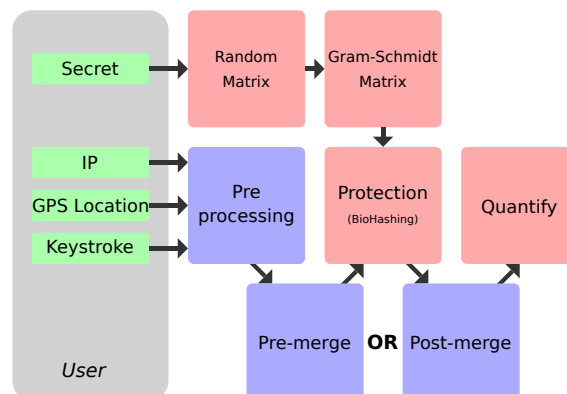 Secret
Random
Matrix
Gram-Schmidt
Matrix
IP
GPS Location
Keystroke
Pre
processing
Protection
(BioHashing)
Quantify
Pre-merge
OR
Post-merge
User